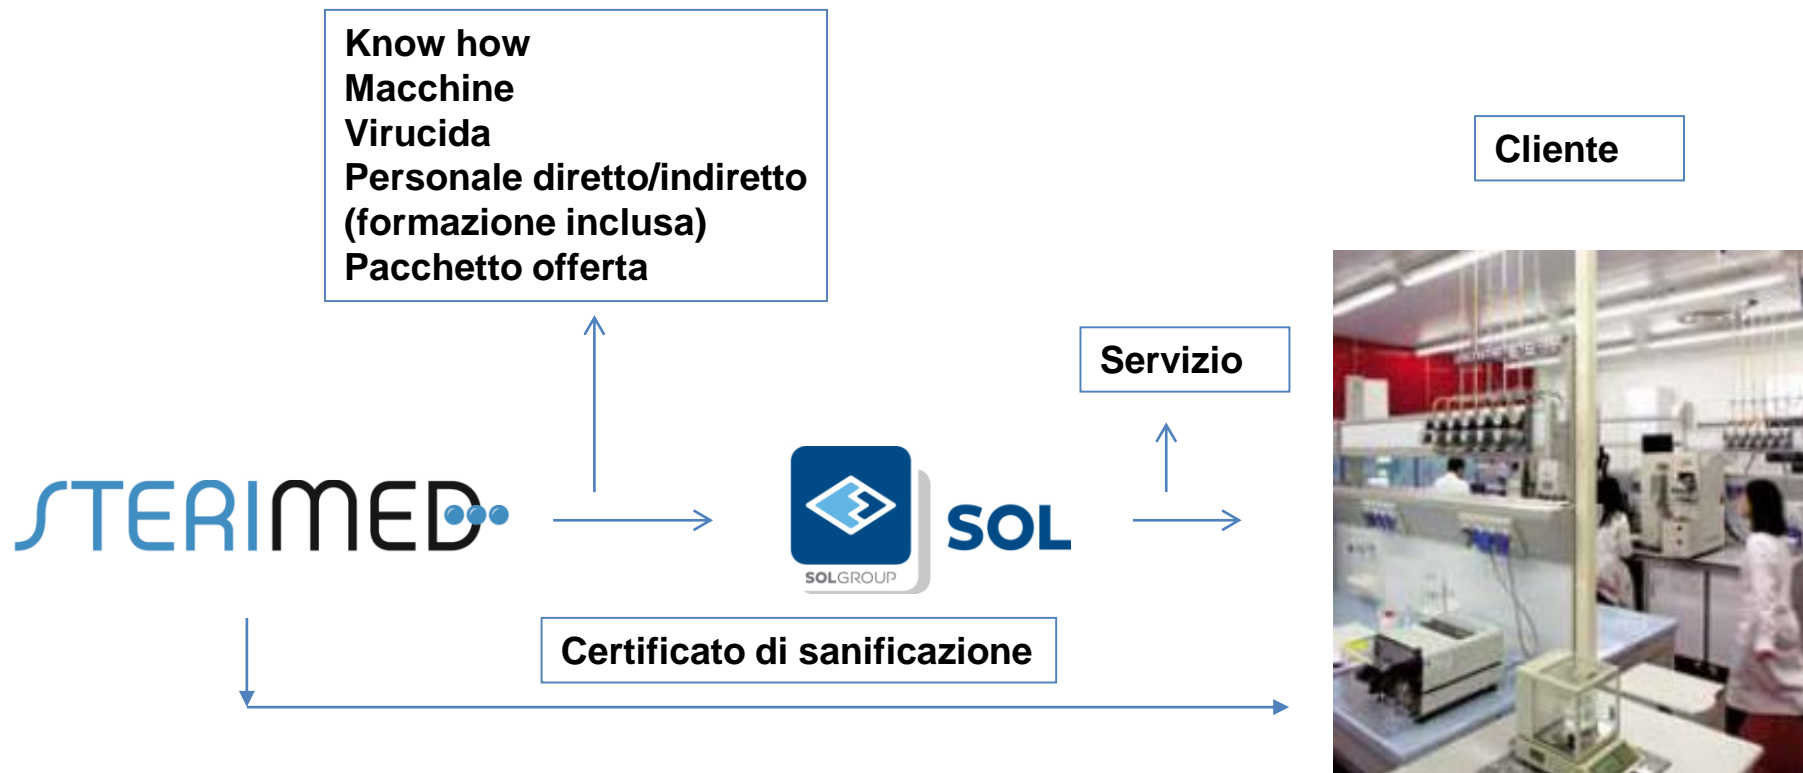 Know how
Macchine
Virucida
Personale diretto/indiretto
(formazione inclusa)
Pacchetto offerta
Cliente
Servizio
STERIMED
SOL
SOLGROUP
Certificato di sanificazione